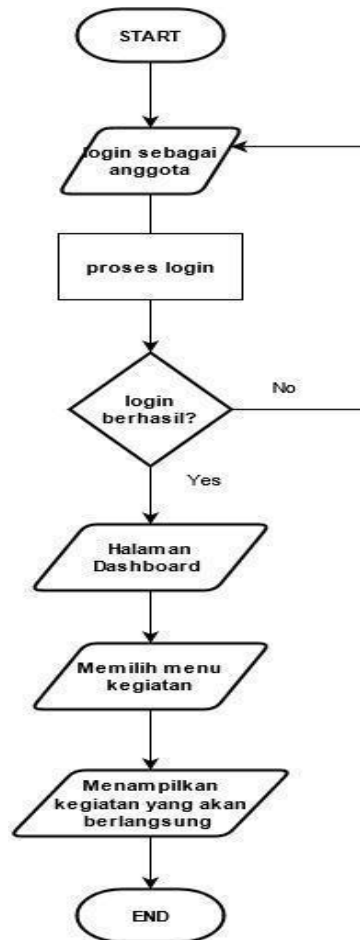 START
login sebagai
anggota
proses login
login
berhasil?
No
Yes
Halaman
Dashboard
Memilih menu
kegiatan
Menampilkan
kegiatan yang akan
berlangsung
END